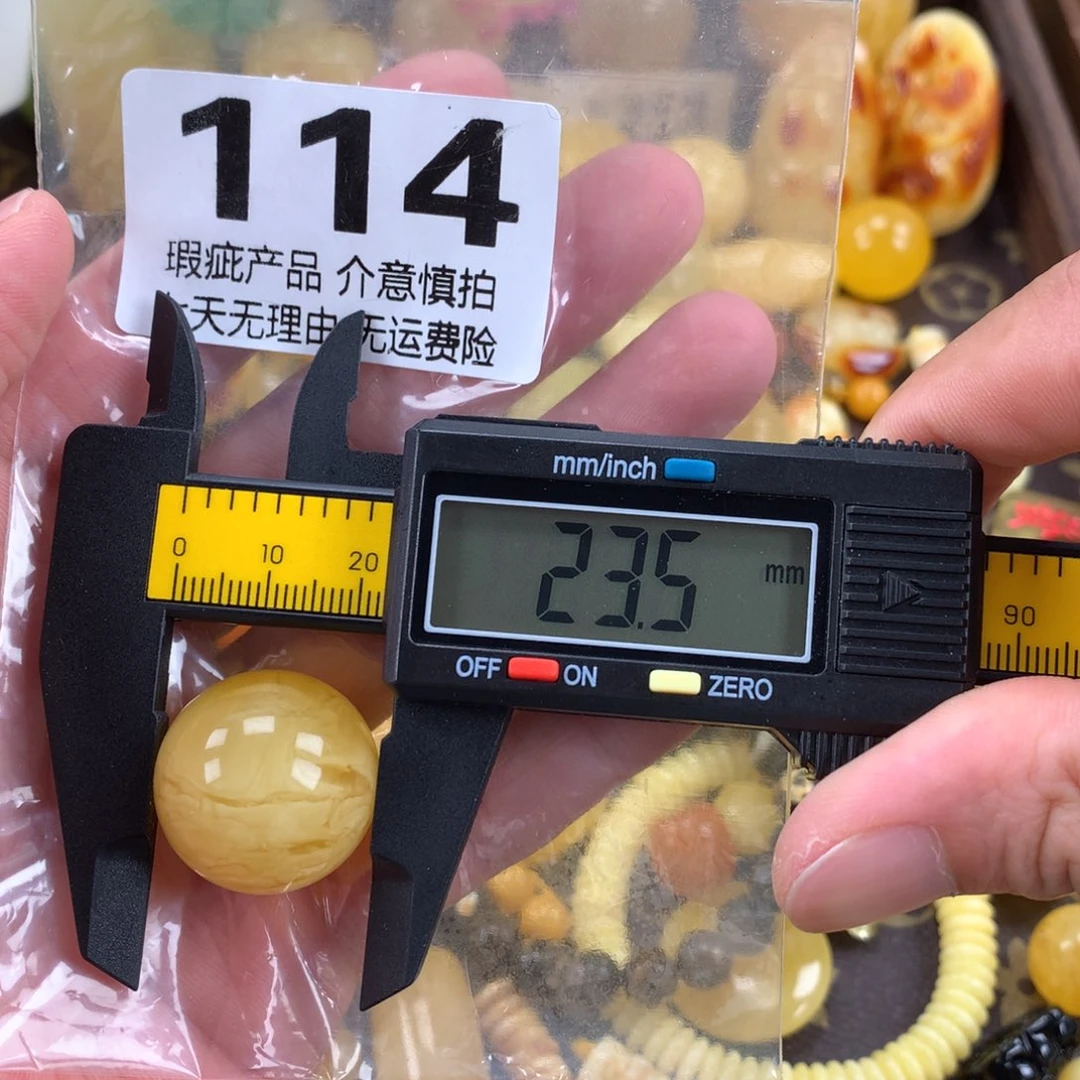 114
瑕疵产品 介意慎拍
天无理由 无运费险
mm/inch
23.5 mm
OFF ON ZERO
0 10 20
90